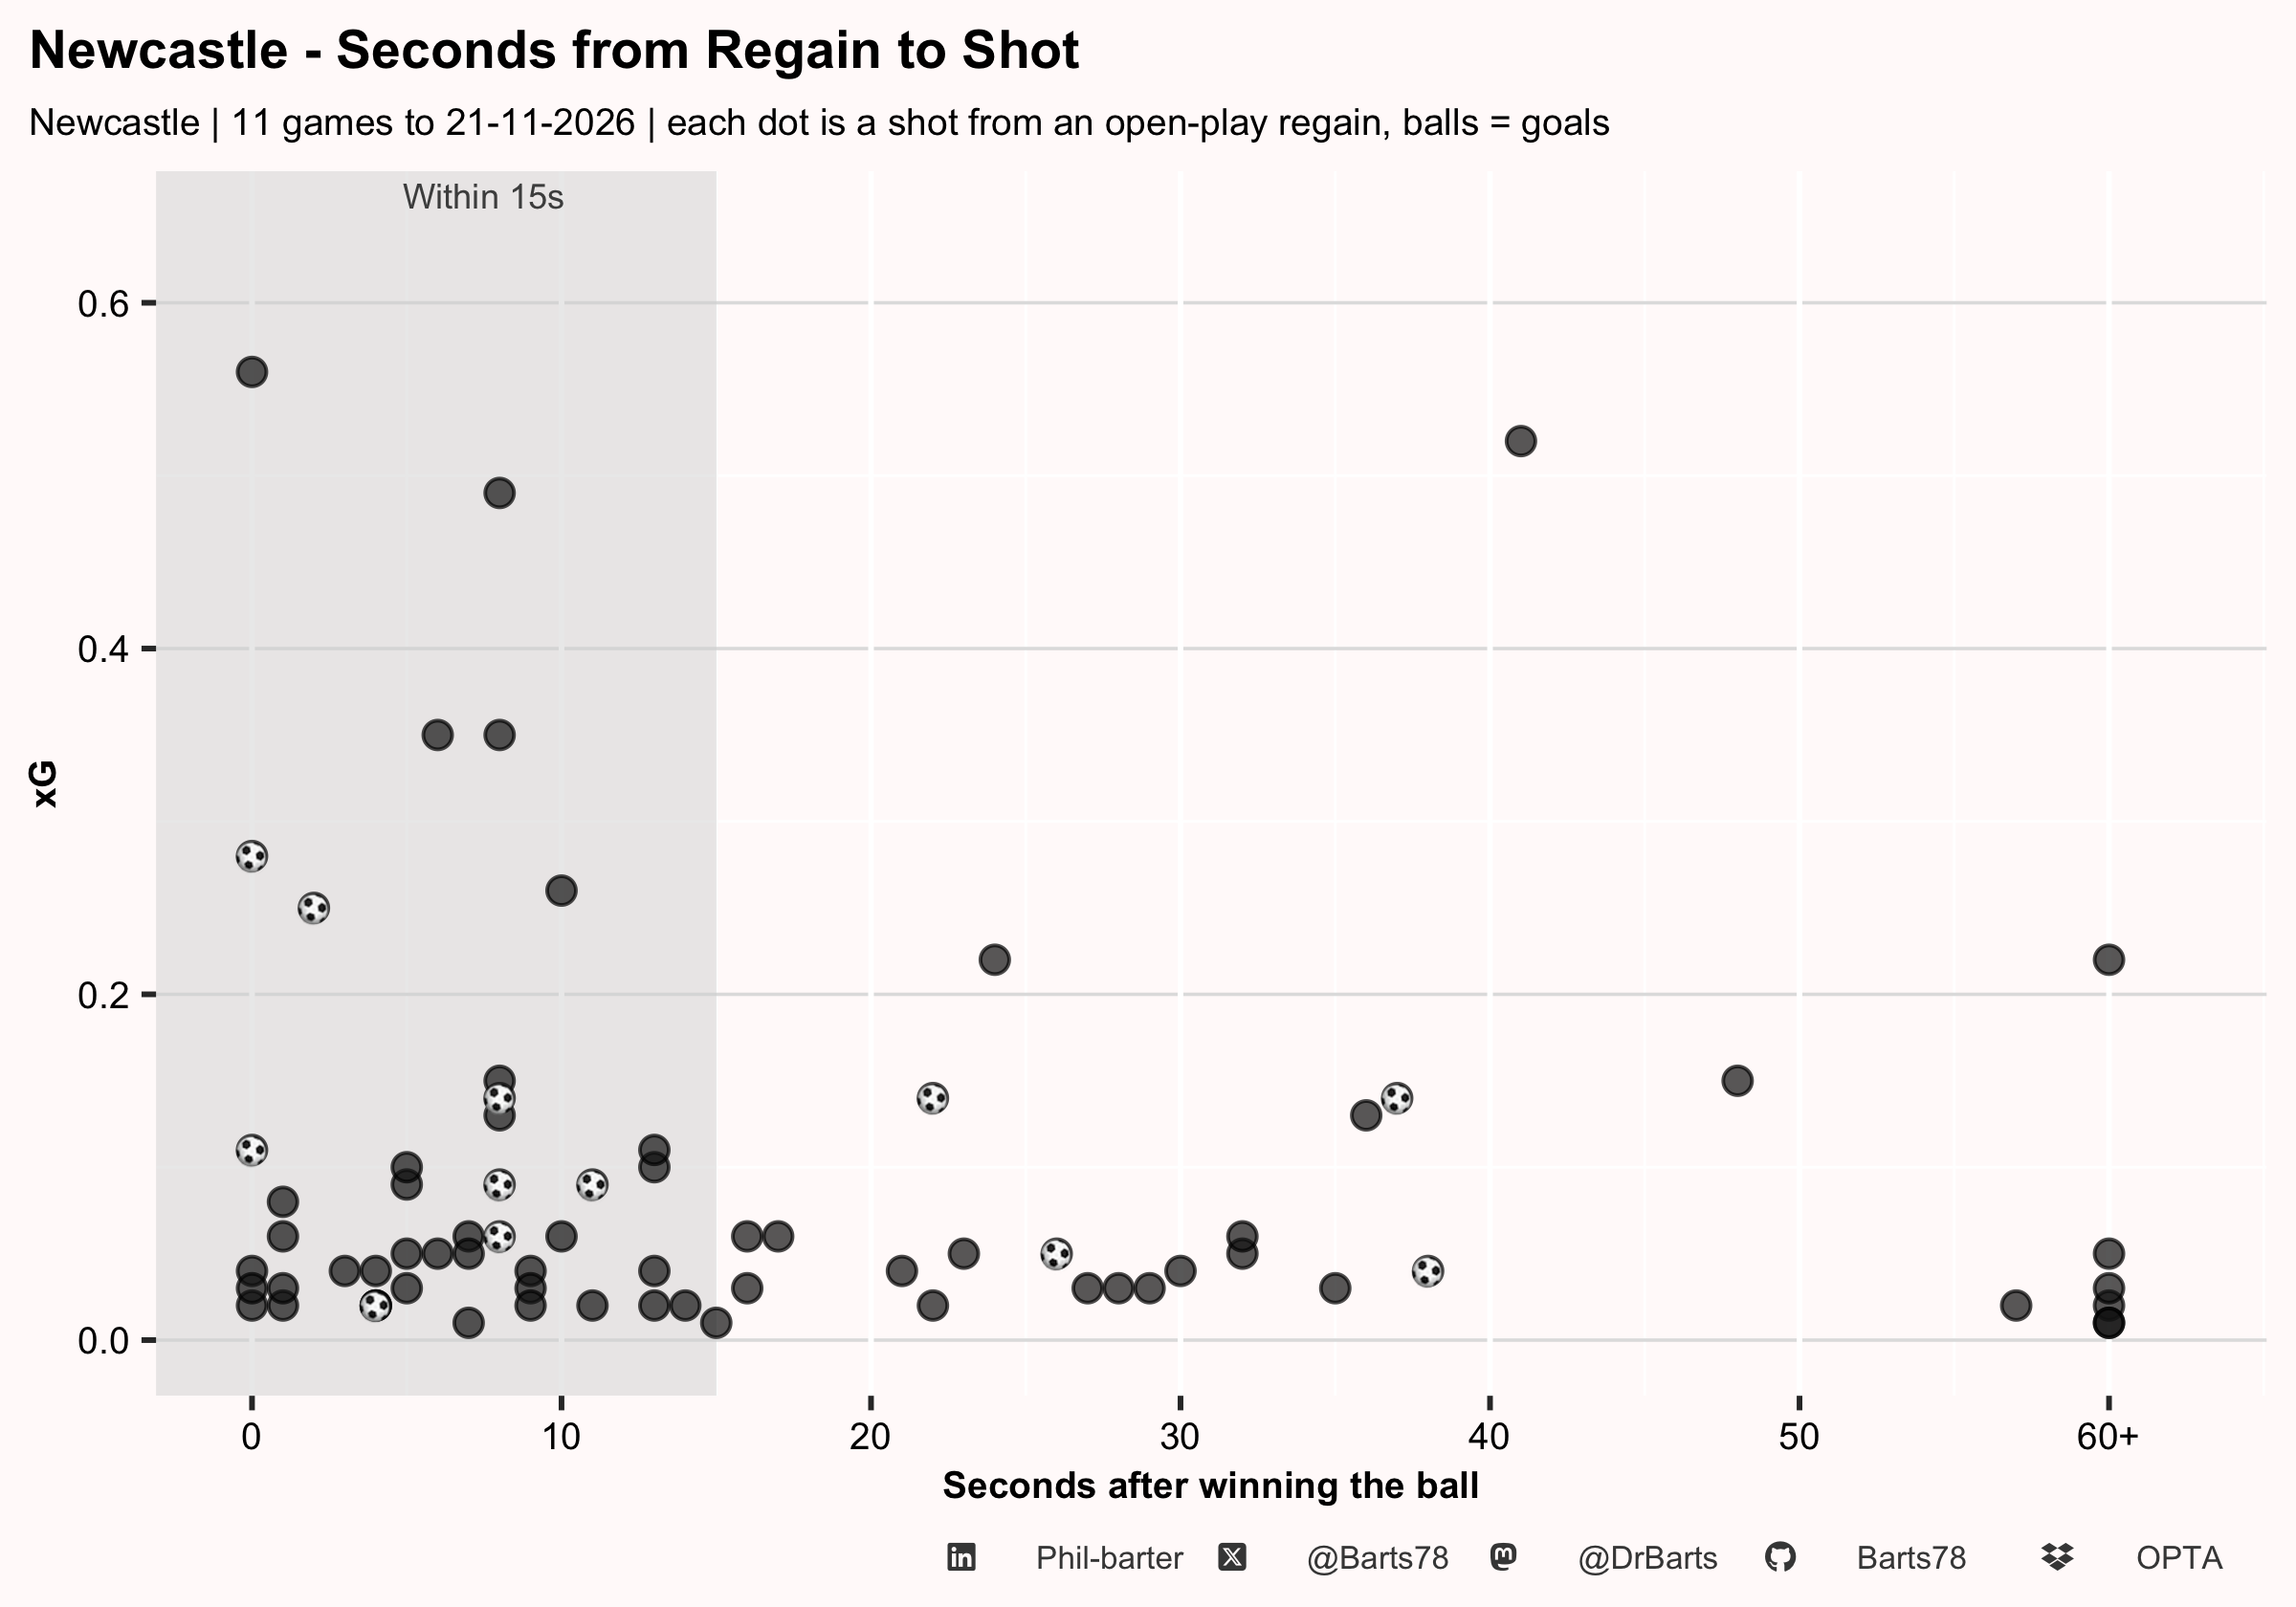 Newcastle - Seconds from Regain to Shot
Newcastle | 11 games to 21-11-2026 | each dot is a shot from an open-play regain, balls = goals
Within 15s
0.6
0.4
0.2
0.0
xG
0 10 20 30 40 50 60+
Seconds after winning the ball
Phil-barter @Barts78 @DrBarts Barts78 OPTA